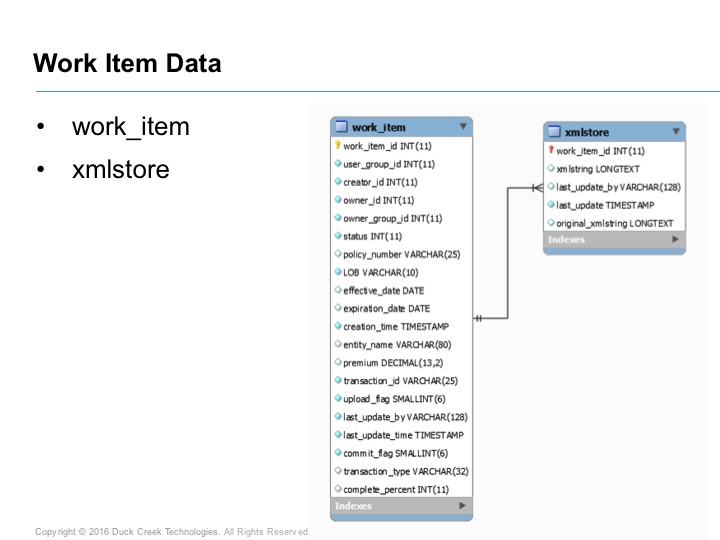 Work Item Data
• work_item
• xmlstore
work_item
work_item_id INT(11)
user_group_id INT(11)
creator_id INT(11)
owner_id INT(11)
owner_group_id INT(11)
status INT(11)
policy_number VARCHAR(25)
LOB VARCHAR(10)
effective_date DATE
expiration_date DATE
creation_time TIMESTAMP
entity_name VARCHAR(80)
premium DECIMAL(13,2)
transaction_id VARCHAR(25)
upload_flag SMALLINT(6)
last_update_by VARCHAR(128)
last_update_time TIMESTAMP
commit_flag SMALLINT(6)
transaction_type VARCHAR(32)
complete_percent INT(11)
Indexes
xmlstore
work_item_id INT(11)
xmlstring LONGTEXT
last_update_by VARCHAR(128)
last_update TIMESTAMP
original_xmlstring LONGTEXT
Indexes
Copyright © 2016 Duck Creek Technologies. All Rights Reserved.